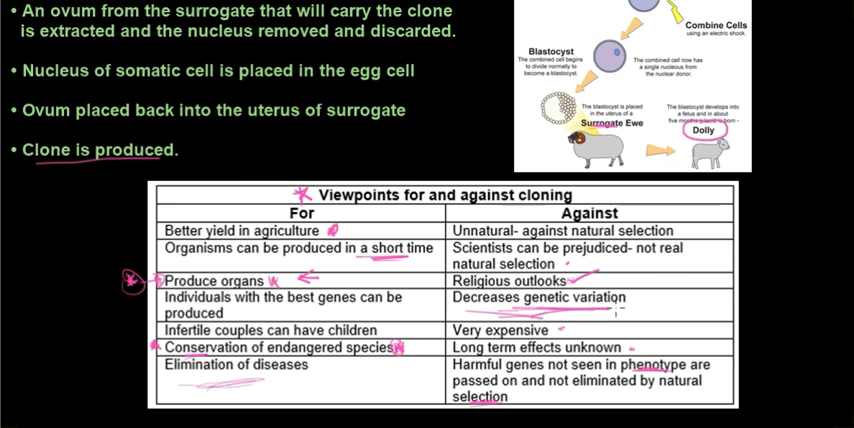 • An ovum from the surrogate that will carry the clone
is extracted and the nucleus removed and discarded.
• Nucleus of somatic cell is placed in the egg cell
• Ovum placed back into the uterus of surrogate
• Clone is produced.
Combine Cells
using an electric shock.
Blastocyst
The combined cell begins
to divide normally to
become a blastocyst.
The combined cell now has
a single nucleous from
the nuclear donor.
The blastocyst is placed
in the uterus of a
Surrogate Ewe
The blastocyst develops into
a fetus and in about
five months
born -
Dolly
Viewpoints for and against cloning
For
Against
Better yield in agriculture
Unnatural- against natural selection
Organisms can be produced in a short time
Scientists can be prejudiced- not real
natural selection
Produce organs
Religious outlooks
Individuals with the best genes can be
produced
Decreases genetic variation
Infertile couples can have children
Very expensive
Conservation of endangered species
Long term effects unknown
Elimination of diseases
Harmful genes not seen in phenotype are
passed on and not eliminated by natural
selection